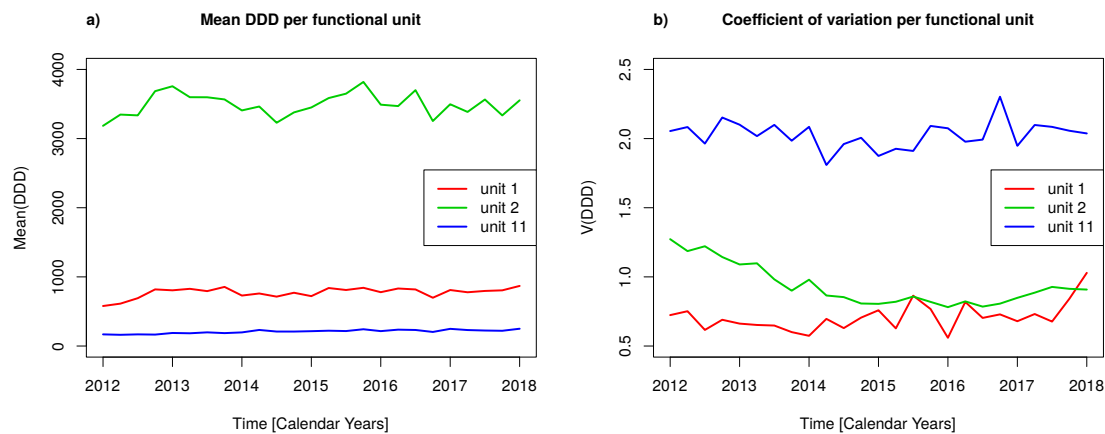 a) Mean DDD per functional unit
Mean(DDD)
4000
3000
2000
1000
0
unit 1
unit 2
unit 11
2012 2013 2014 2015 2016 2017 2018
Time [Calendar Years]
b) Coefficient of variation per functional unit
V(DDD)
2.5
2.0
1.5
1.0
0.5
unit 1
unit 2
unit 11
2012 2013 2014 2015 2016 2017 2018
Time [Calendar Years]